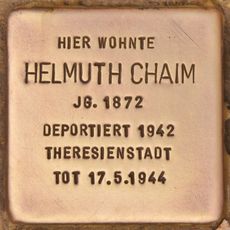 HIER WOHNTE
HELMUTH CHAIM
JG. 1872
DEPORTIERT 1942
THERESIENSTADT
TOT 17.5.1944